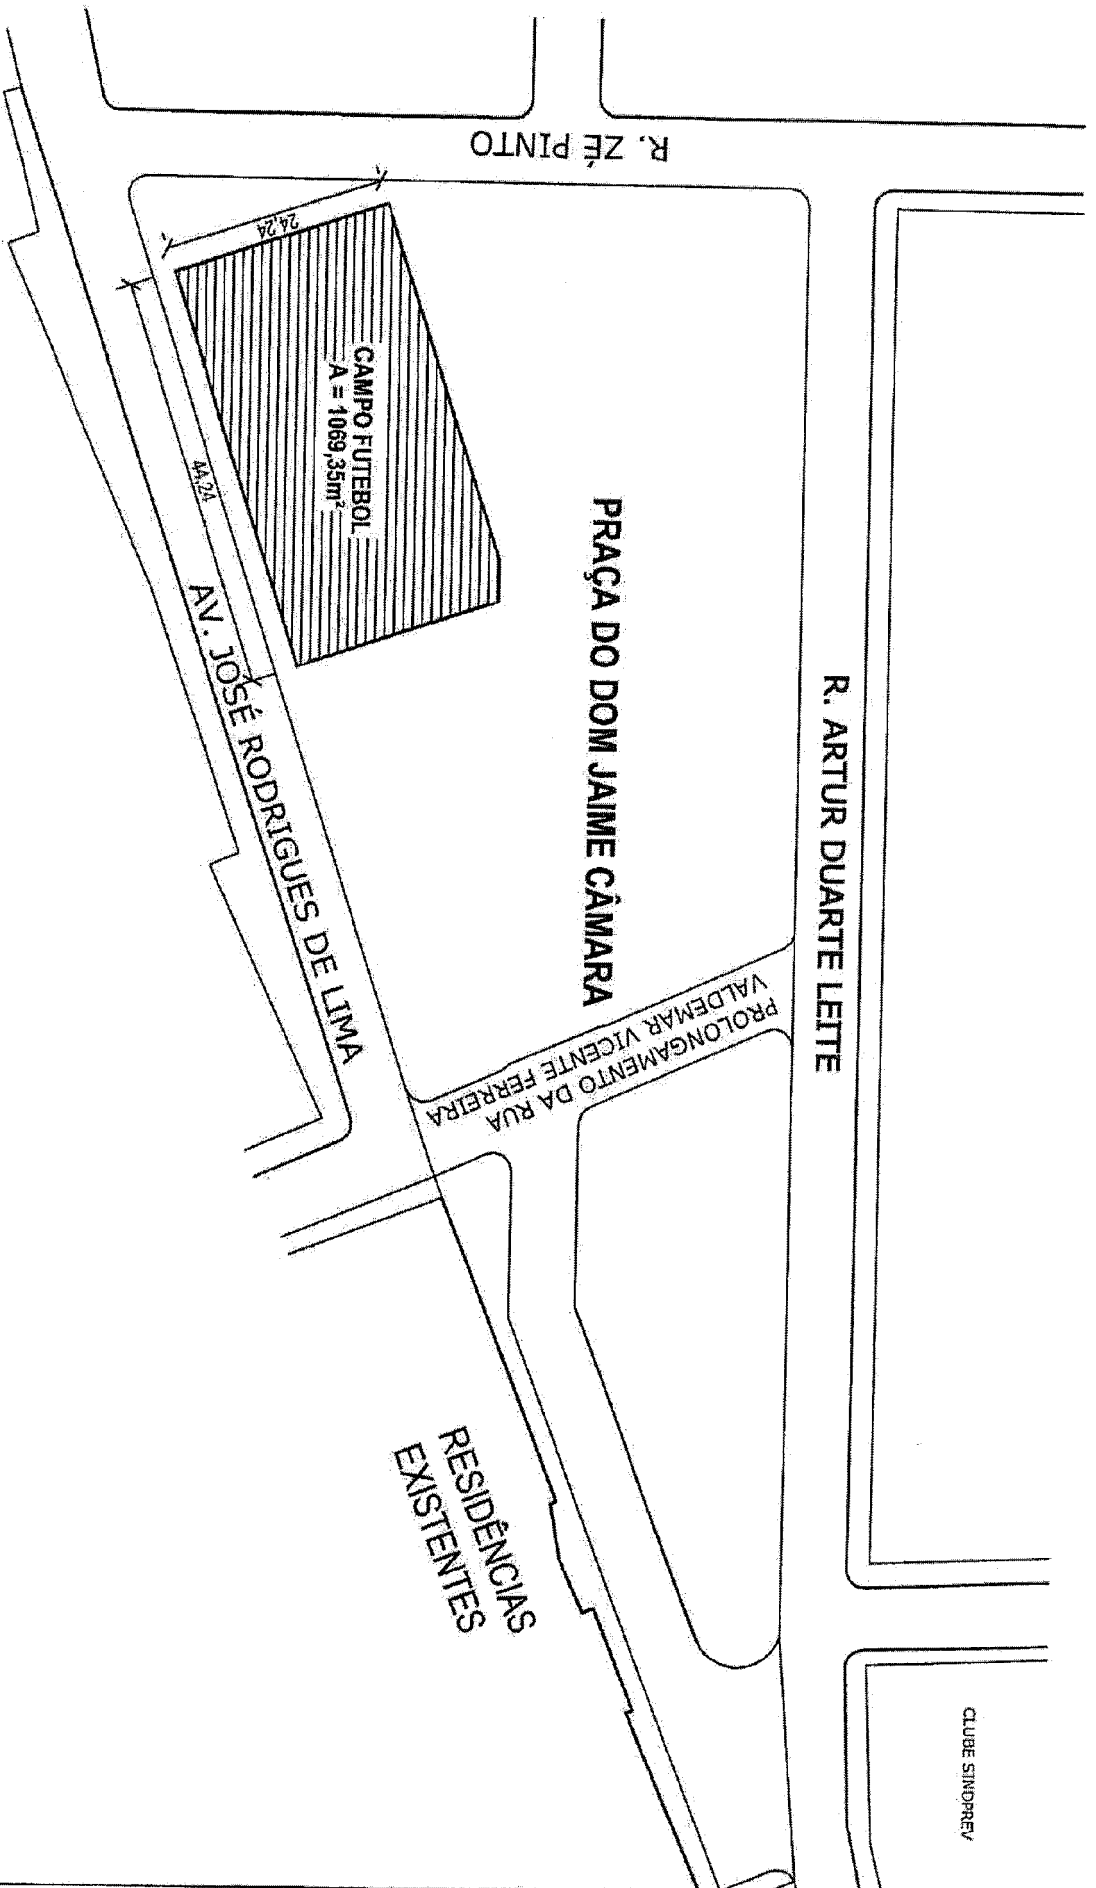 R. ZÉ PINTO
24,24
CAMPO FUTEBOL
A = 1069,35m²
44,24
AV. JOSÉ RODRIGUES DE LIMA
PRAÇA DO DOM JAIME CÂMARA
R. ARTUR DUARTE LEITE
PROLONGAMENTO DA RUA
VALDEMAR VICENTE FERREIRA
RESIDÊNCIAS
EXISTENTES
CLUBE SINDPREV